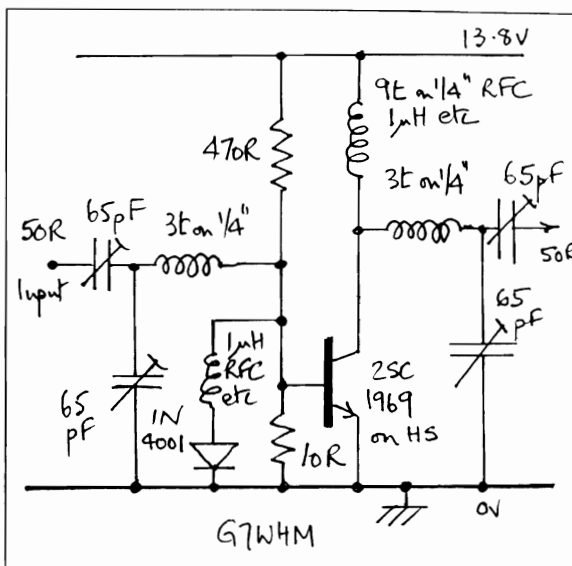 13.8V
9t on 1/4" RFC
1μH etc
470R
3t on 1/4"
65pF
65pF
3t on 1/4"
50R
Input
50R
1μH
RFC
etc
65
pF
65
pF
1N
4001
2SC
1969
on HS
10R
0V
G7WHM